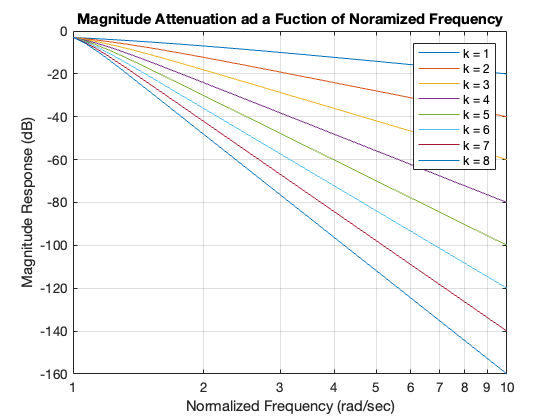 Magnitude Attenuation ad a Fuction of Noramized Frequency
0
-20
-40
-60
-80
-100
-120
-140
-160
Magnitude Response (dB)
k = 1
k = 2
k = 3
k = 4
k = 5
k = 6
k = 7
k = 8
1 2 3 4 5 6 7 8 9 10
Normalized Frequency (rad/sec)